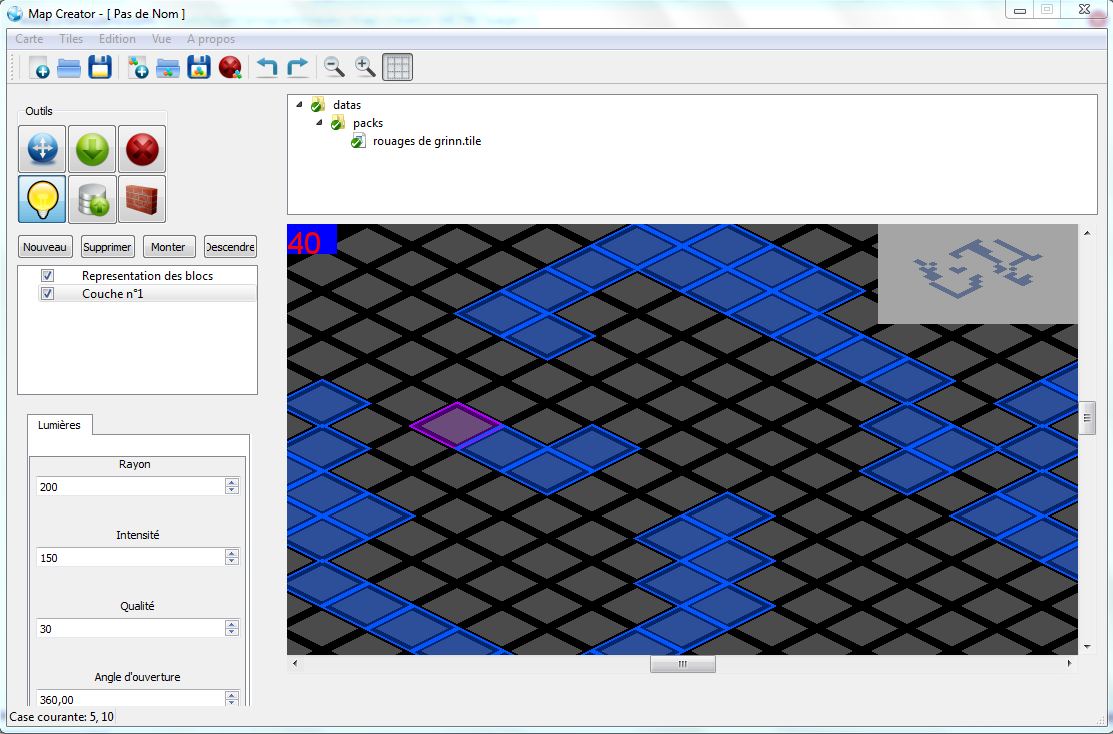 Map Creator - [ Pas de Nom ]
Carte Tiles Edition Vue A propos
Outils
Nouveau Supprimer Monter Descendre
Representation des blocs
Couche n°1
Lumières
Rayon
200
Intensité
150
Qualité
30
Angle d'ouverture
360,00
datas
packs
rouages de grinn.tile
40
Case courante: 5, 10